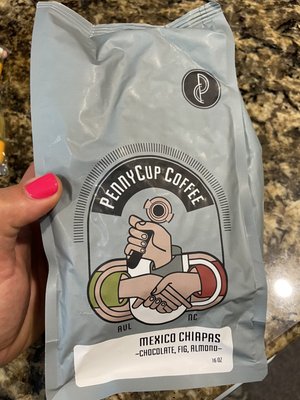 PENNYCUP COFFEE
AVL NC
MEXICO CHIAPAS
-CHOCOLATE, FIG, ALMOND-
16 OZ